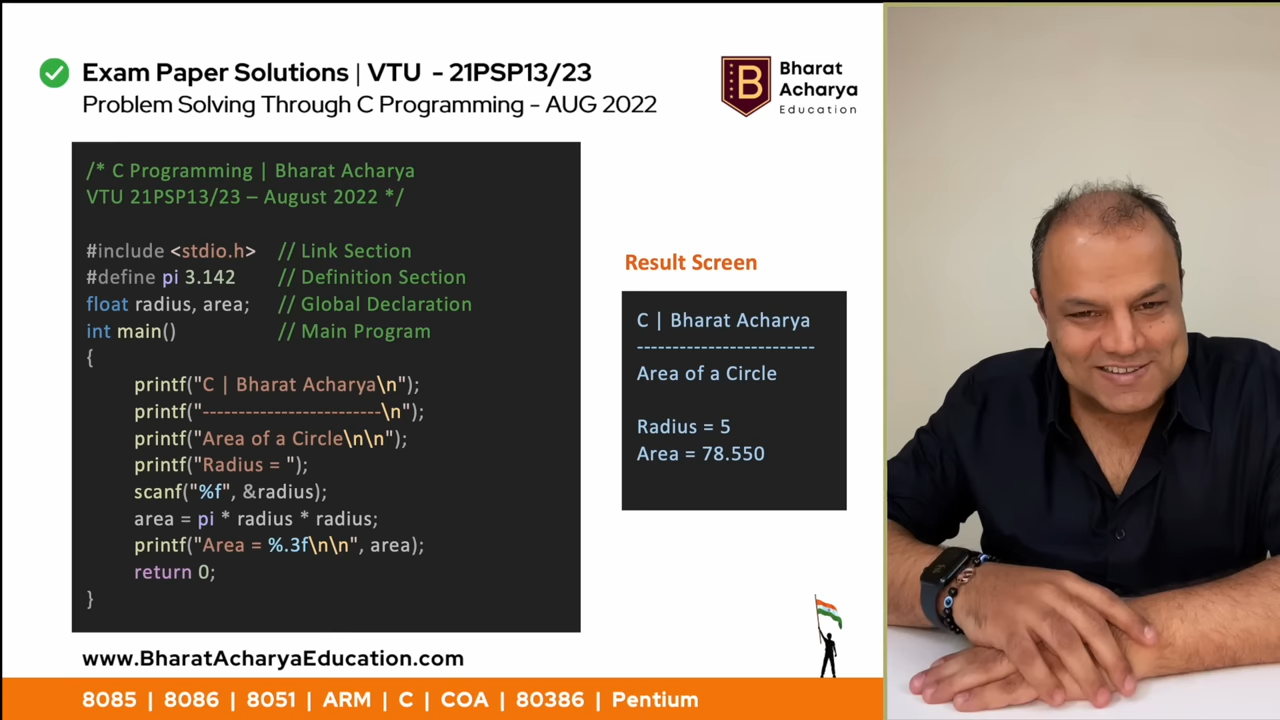 Exam Paper Solutions | VTU - 21PSP13/23
Problem Solving Through C Programming - AUG 2022
B
Bharat
Acharya
Education
/* C Programming | Bharat Acharya
VTU 21PSP13/23 – August 2022 */
#include <stdio.h> // Link Section
#define pi 3.142 // Definition Section
float radius, area; // Global Declaration
int main() // Main Program
{
printf("C | Bharat Acharya\n");
printf("------------------------\n");
printf("Area of a Circle\n\n");
printf("Radius = ");
scanf("%f", &radius);
area = pi * radius * radius;
printf("Area = %.3f\n\n", area);
return 0;
}
Result Screen
C | Bharat Acharya
------------------------
Area of a Circle
Radius = 5
Area = 78.550
www.BharatAcharyaEducation.com
8085 | 8086 | 8051 | ARM | C | COA | 80386 | Pentium